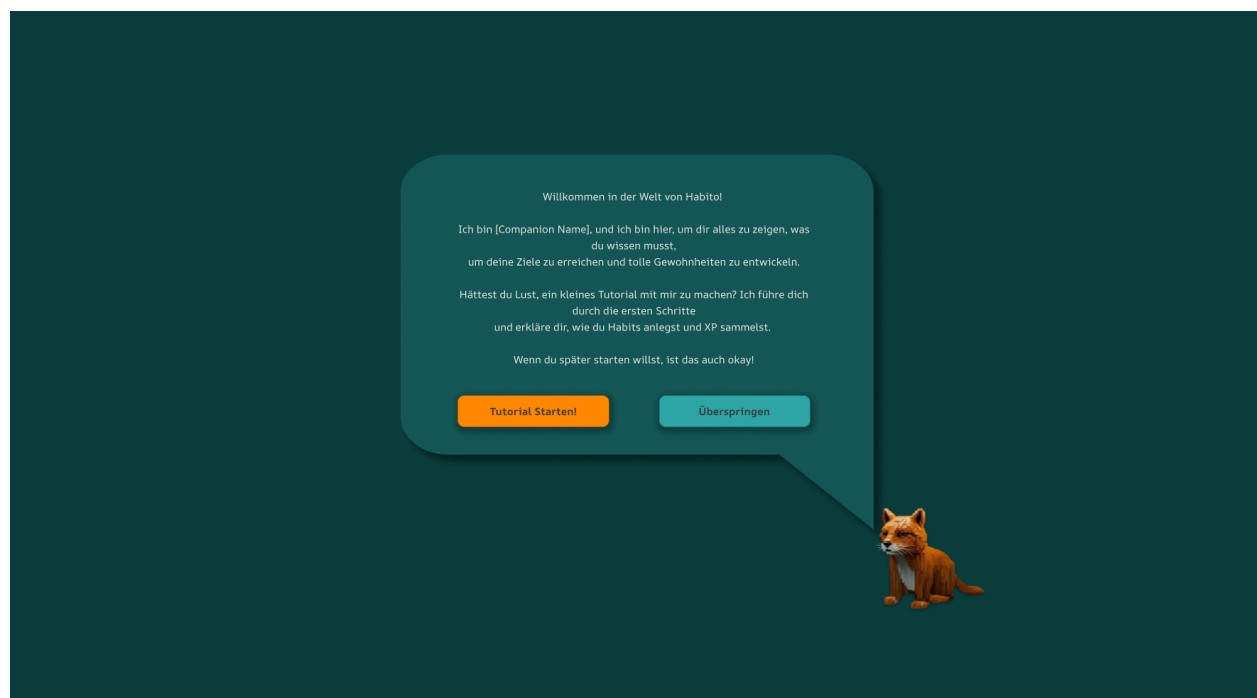 Willkommen in der Welt von Habito!
Ich bin [Companion Name], und ich bin hier, um dir alles zu zeigen, was
du wissen musst,
um deine Ziele zu erreichen und tolle Gewohnheiten zu entwickeln.
Hättest du Lust, ein kleines Tutorial mit mir zu machen? Ich führe dich
durch die ersten Schritte
und erkläre dir, wie du Habits anlegst und XP sammelst.
Wenn du später starten willst, ist das auch okay!
Tutorial Starten!
Überspringen